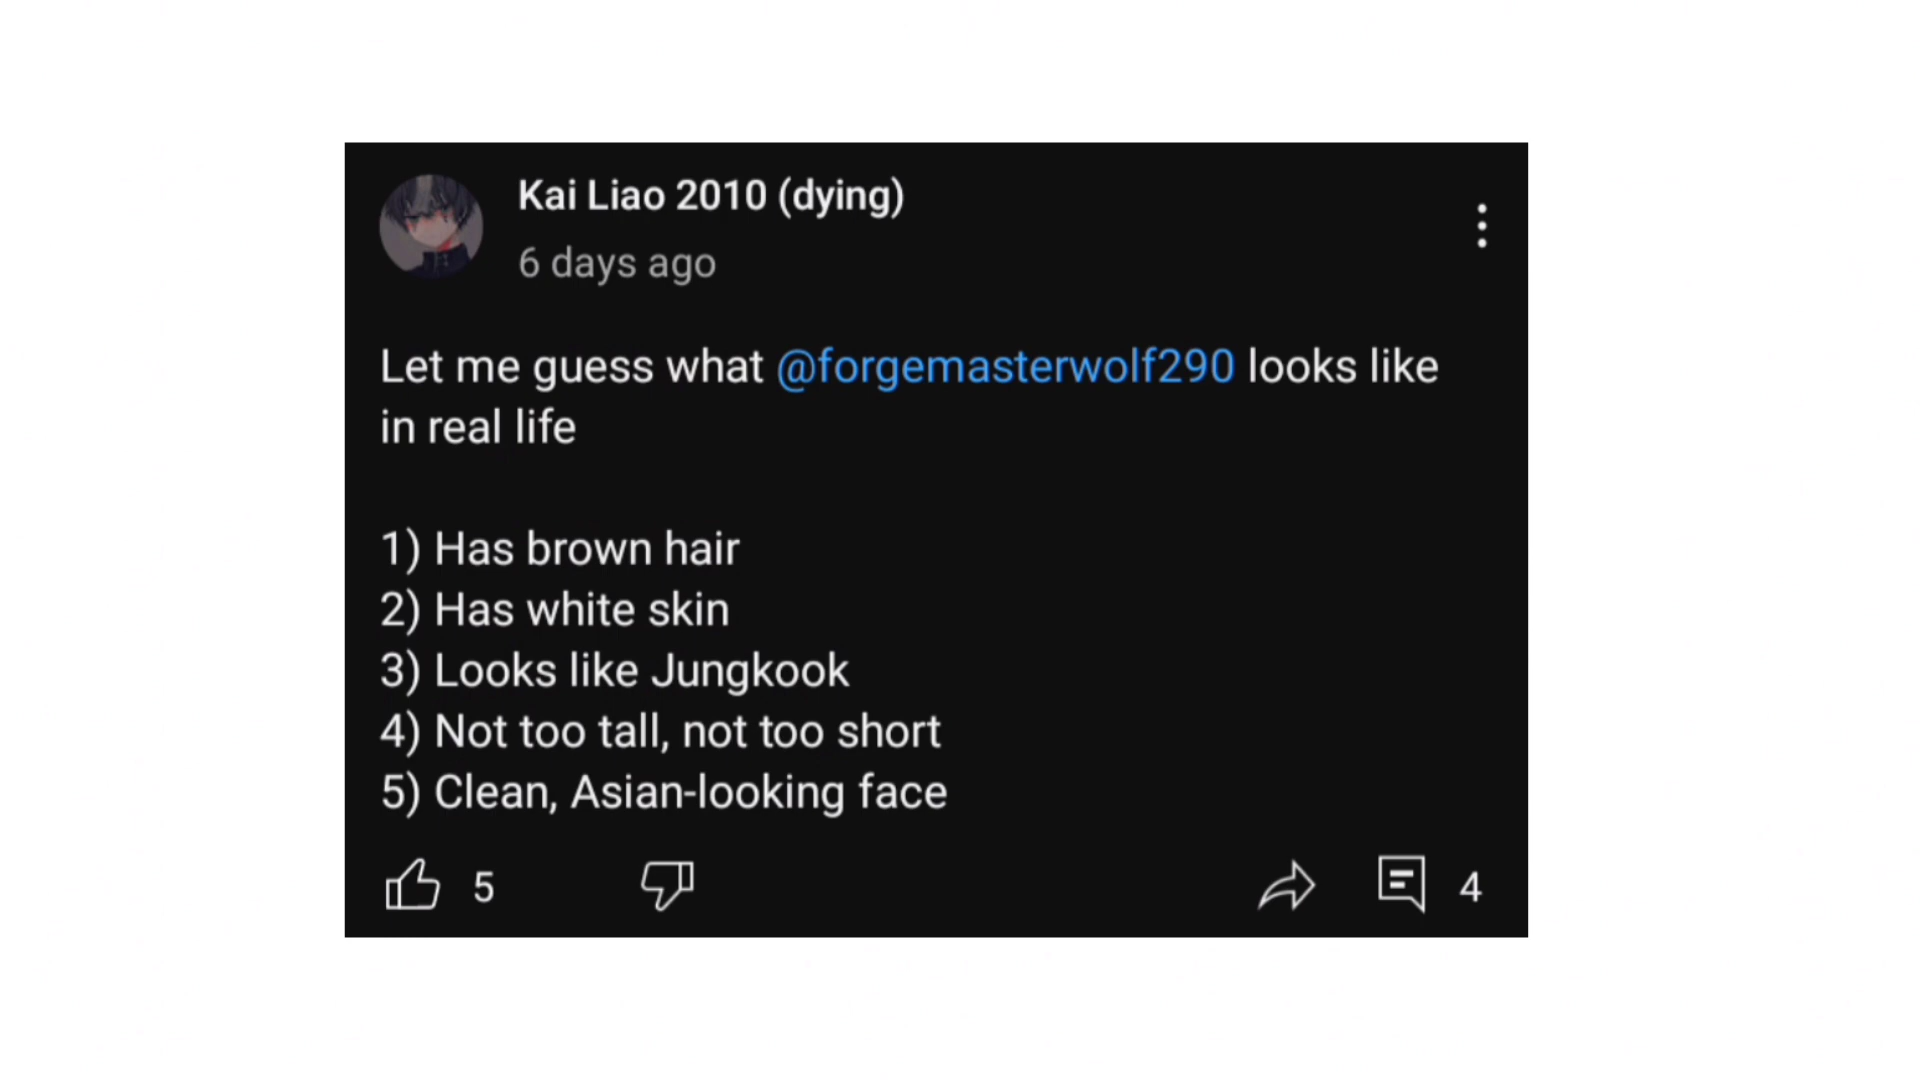 Kai Liao 2010 (dying)
6 days ago
Let me guess what @forgemasterwolf290 looks like
in real life
1) Has brown hair
2) Has white skin
3) Looks like Jungkook
4) Not too tall, not too short
5) Clean, Asian-looking face
5
4